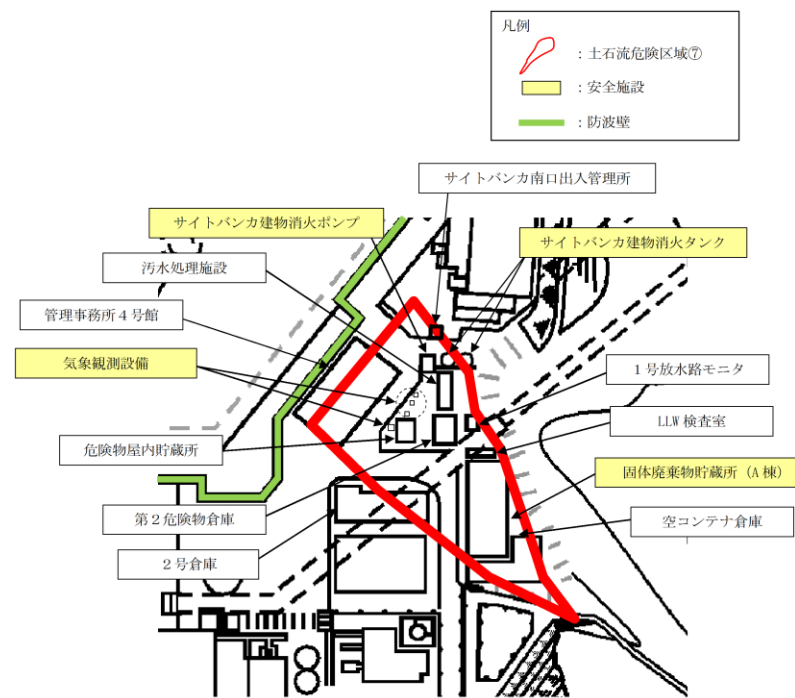 凡例
：土石流危険区域⑦
：安全施設
：防波壁
サイトバンカ南口出入管理所
サイトバンカ建物消火ポンプ
サイトバンカ建物消火タンク
汚水処理施設
管理事務所４号館
気象観測設備
１号放水路モニタ
LLW 検査室
危険物屋内貯蔵所
固体廃棄物貯蔵所（A 棟）
第２危険物倉庫
空コンテナ倉庫
２号倉庫